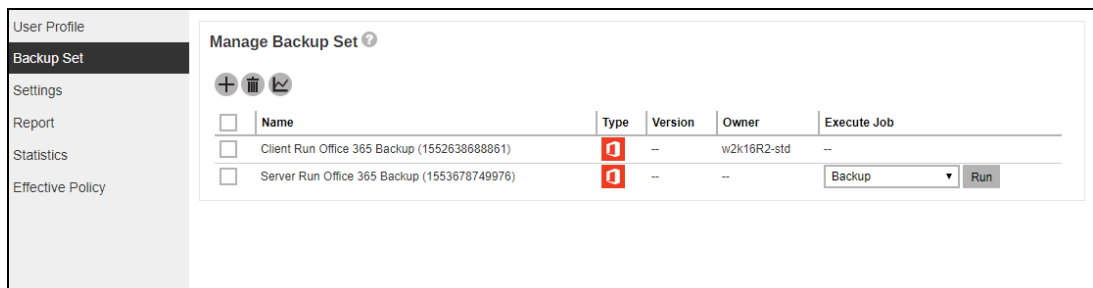 User Profile
Backup Set
Settings
Report
Statistics
Effective Policy
Manage Backup Set ?
Name Type Version Owner Execute Job
Client Run Office 365 Backup (1552638688861) -- w2k16R2-std --
Server Run Office 365 Backup (1553678749976) -- -- Backup Run